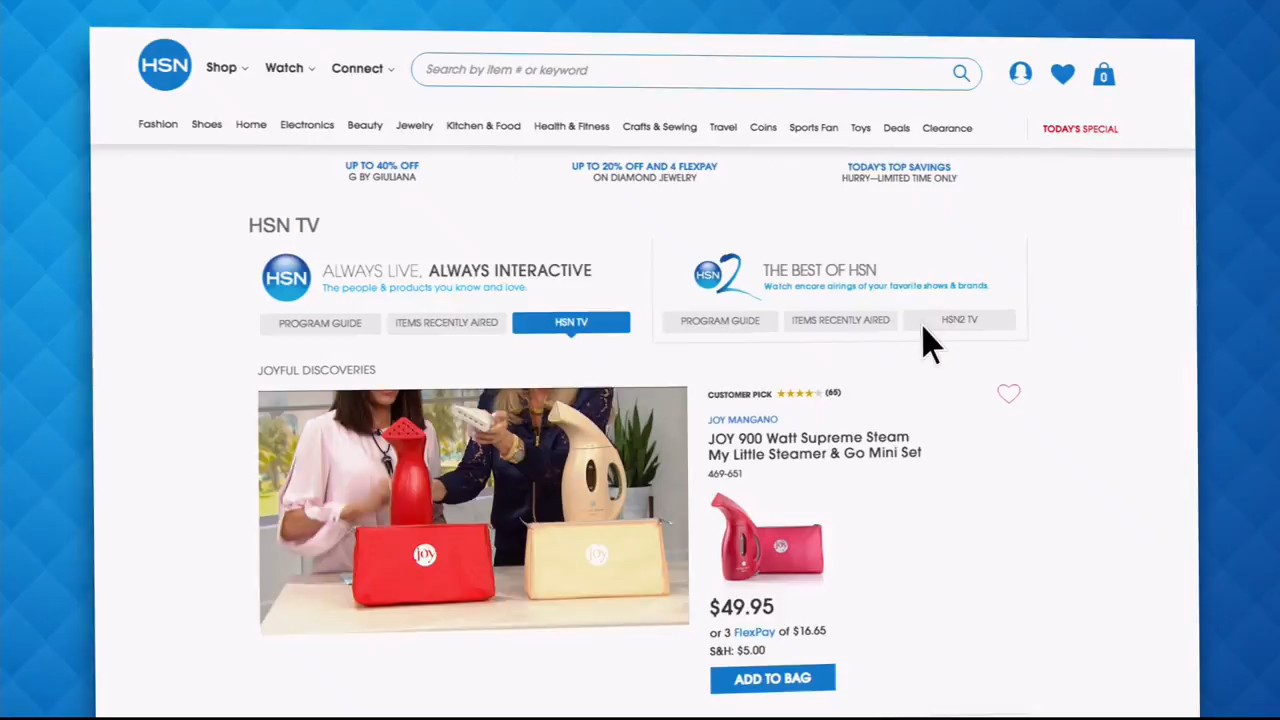 HSN
Shop
Watch
Connect
Search by item # or keyword
0
Fashion
Shoes
Home
Electronics
Beauty
Jewelry
Kitchen & Food
Health & Fitness
Crafts & Sewing
Travel
Coins
Sports Fan
Toys
Deals
Clearance
TODAY'S SPECIAL
UP TO 40% OFF
G BY GIULIANA
UP TO 20% OFF AND 4 FLEXPAY
ON DIAMOND JEWELRY
TODAY'S TOP SAVINGS
HURRY—LIMITED TIME ONLY
HSN TV
HSN
ALWAYS LIVE, ALWAYS INTERACTIVE
The people & products you know and love.
PROGRAM GUIDE
ITEMS RECENTLY AIRED
HSN TV
HSN 2
THE BEST OF HSN
Watch encore airings of your favorite shows & brands.
PROGRAM GUIDE
ITEMS RECENTLY AIRED
HSN2 TV
JOYFUL DISCOVERIES
joy
joy
CUSTOMER PICK (65)
JOY MANGANO
JOY 900 Watt Supreme Steam
My Little Steamer & Go Mini Set
469-651
joy
$49.95
or 3 FlexPay of $16.65
S&H: $5.00
ADD TO BAG